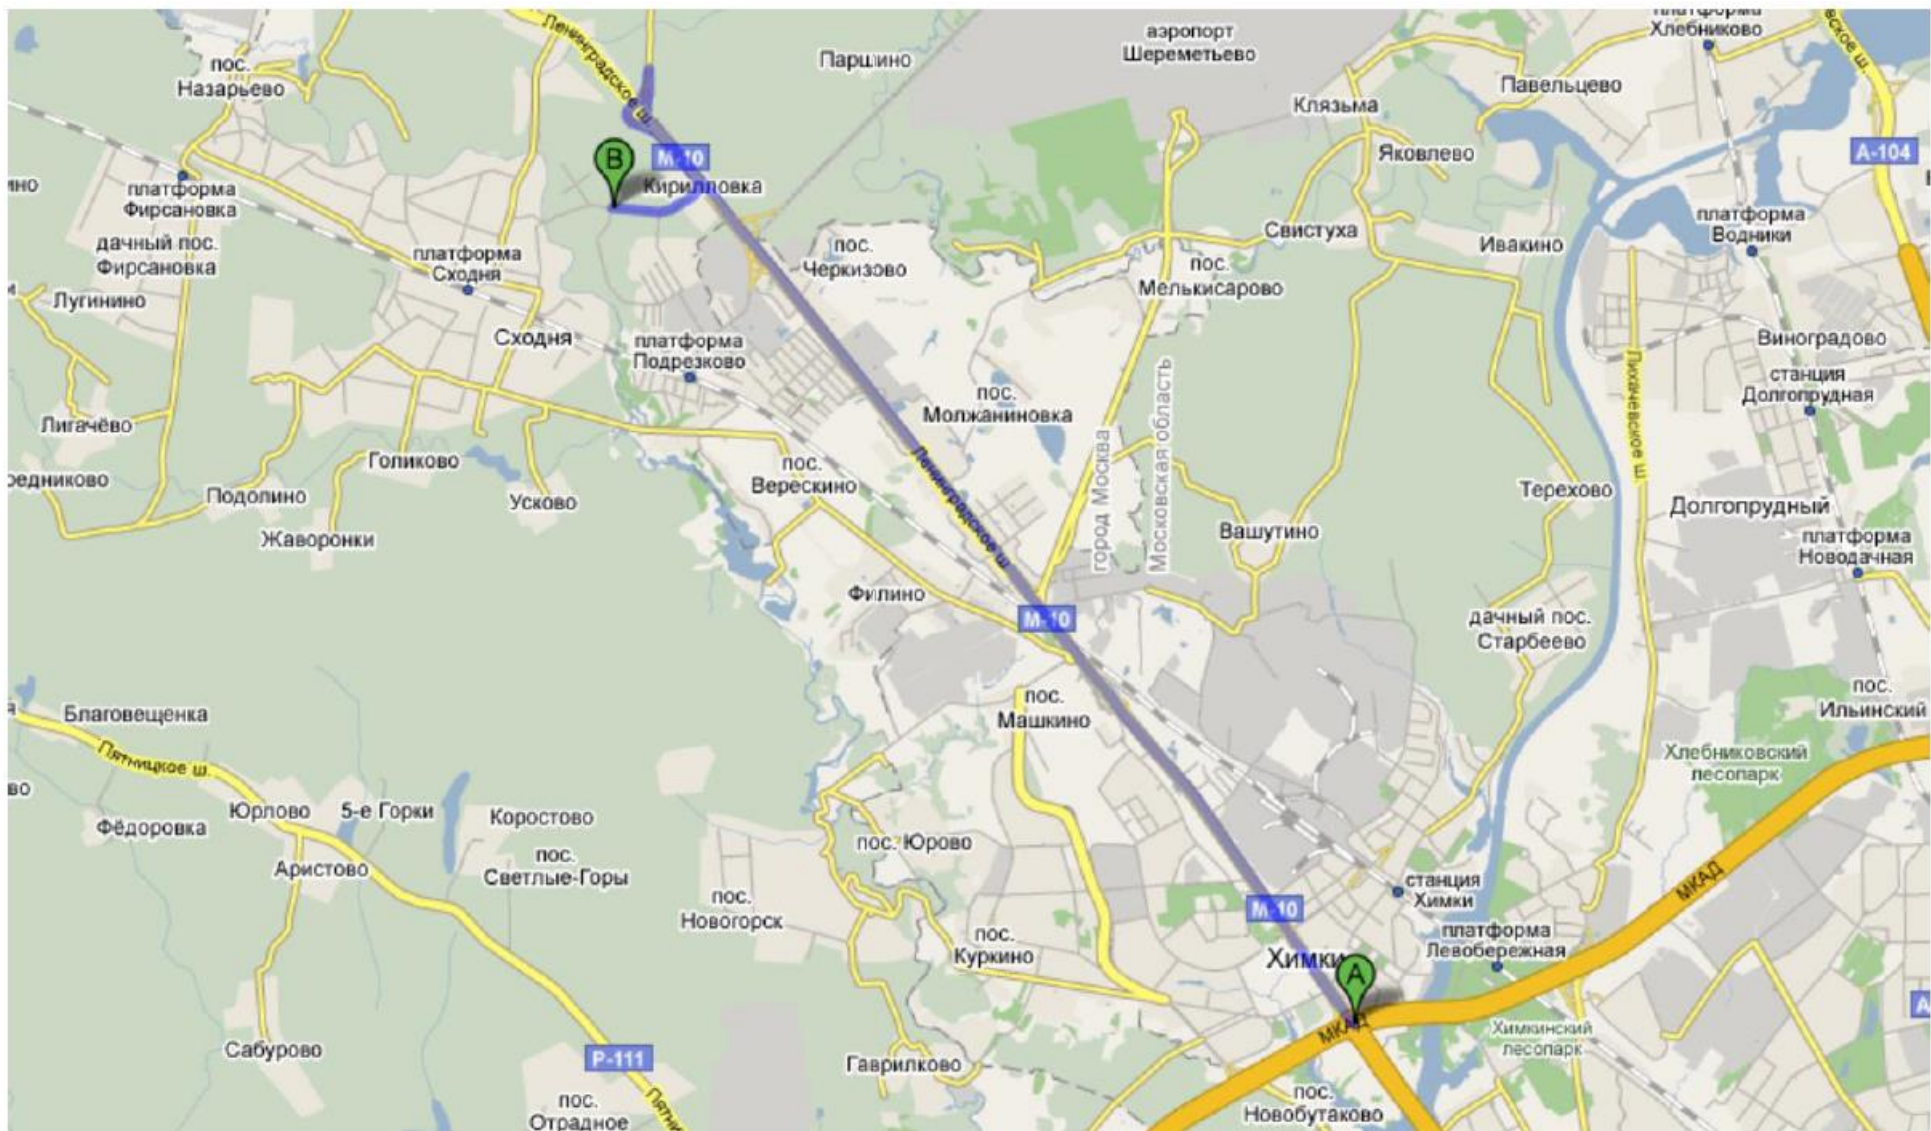 Ленинградское ш.
платформа
Хлебниково
аэропорт
Шереметьево
Паршино
пос.
Назарьево
Павельцево
Клязьма
Яковлево
А-104
B
М-10
Кирилловка
платформа
Фирсановка
дачный пос.
Фирсановка
платформа
Сходня
пос.
Черкизово
Свистуха
пос.
Мелькисарово
Ивакино
платформа
Водники
Лугинино
Сходня
платформа
Подрезково
Виноградово
станция
Долгопрудная
Лихачевское ш.
пос.
Молжаниновка
город Москва
Московская область
Лигачёво
Голиково
Подолино
Усково
Жаворонки
пос.
Верескино
Ленинградское ш
Терехово
Долгопрудный
Вашутино
платформа
Новодачная
Филино
М-10
дачный пос.
Старбеево
пос.
Машкино
пос.
Ильинский
Хлебниковский
лесопарк
Благовещенка
Пятницкое ш.
Юрлово
5-е Горки
Коростово
Фёдоровка
Аристово
пос.
Светлые-Горы
пос. Юрово
пос.
Новогорск
пос.
Куркино
М-10
станция
Химки
МКАД
платформа
Левобережная
Химки
A
МКАД
Химкинский
лесопарк
Сабурово
Р-111
Гаврилково
пос.
Отрадное
пос.
Новобутаково